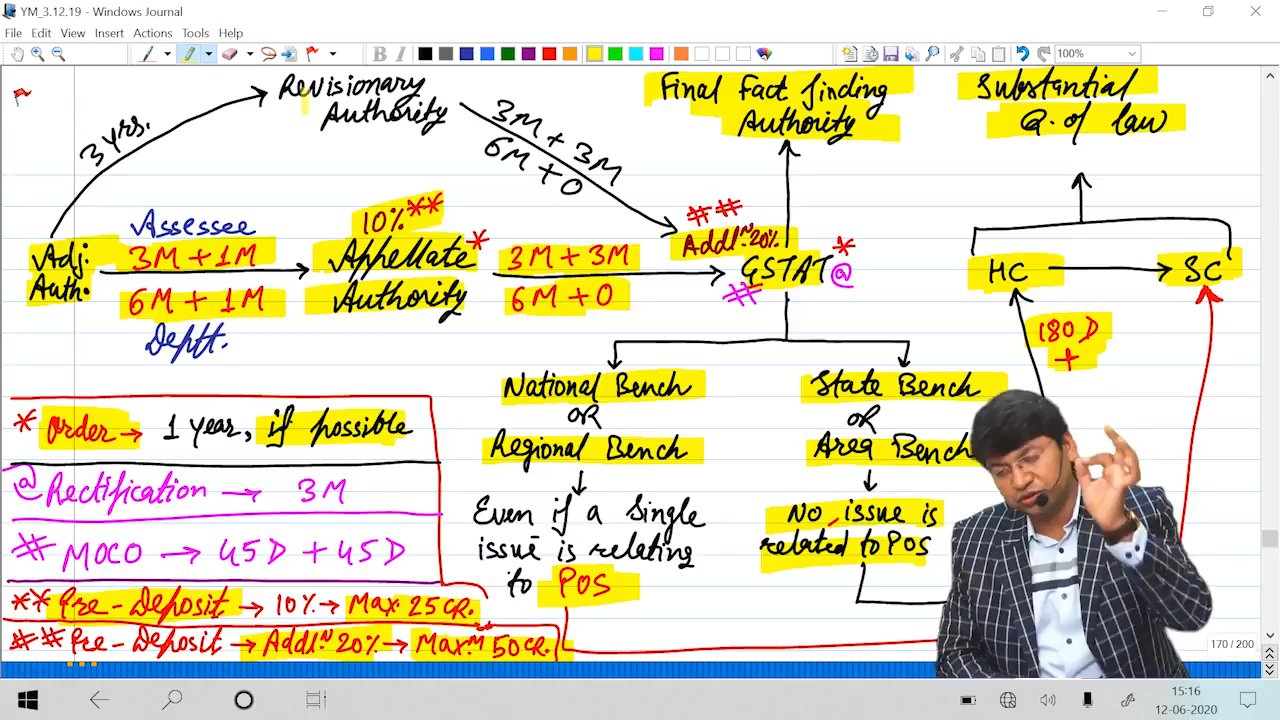 YM_3.12.19 - Windows Journal
File Edit View Insert Actions Tools Help
B I
100%
3 yrs.
Revisionary
Authority
3M + 3M
6M + 0
Final Fact finding
Authority
Substantial
Q. of law
Adj.
Auth.
Assessee
3M + 1M
6M + 1M
Deptt.
10%**
Appellate*
Authority
3M + 3M
6M + 0
##
Addl.N 20%
GSTAT*
@
#
HC
SC
180 D
+
National Bench
OR
Regional Bench
Even if a single
issue is relating
to POS
State Bench
OR
Area Bench
No issue is
related to POS
* Order → 1 year, if possible
@ Rectification → 3M
# MOCO → 45D + 45D
** Pre-Deposit → 10% → Max. 25 CR.
## Pre-Deposit → Addl.N 20% → Max.M 50 CR.
170 / 200
15:16
12-06-2020